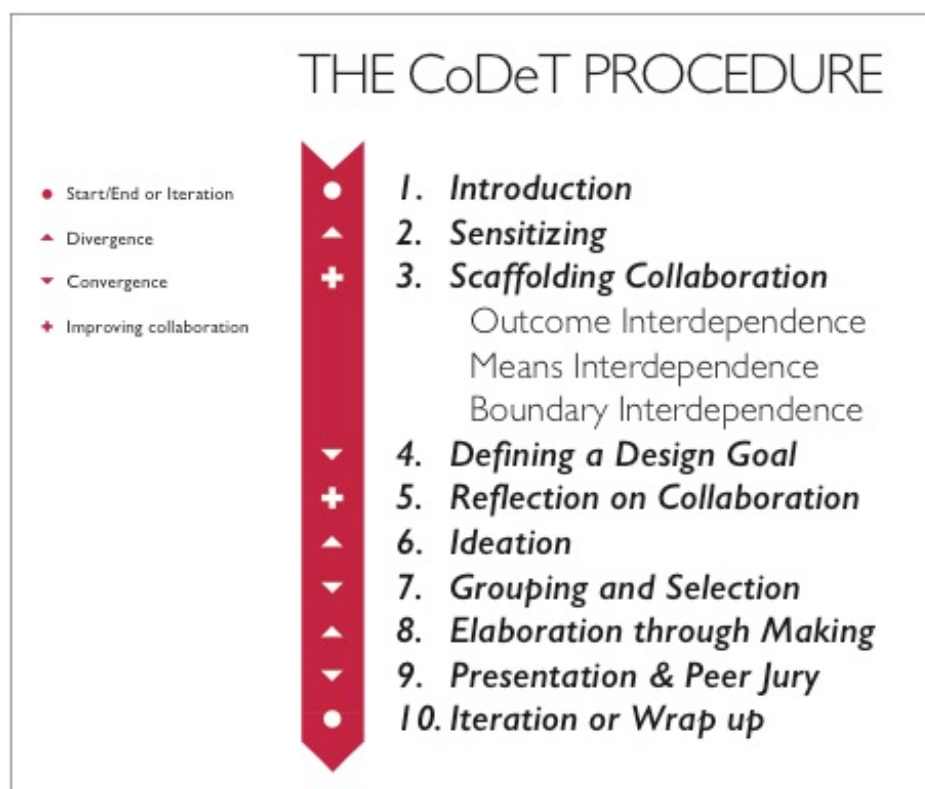 THE CoDeT PROCEDURE
Start/End or Iteration
Divergence
Convergence
Improving collaboration
1. Introduction
2. Sensitizing
3. Scaffolding Collaboration
Outcome Interdependence
Means Interdependence
Boundary Interdependence
4. Defining a Design Goal
5. Reflection on Collaboration
6. Ideation
7. Grouping and Selection
8. Elaboration through Making
9. Presentation & Peer Jury
10. Iteration or Wrap up